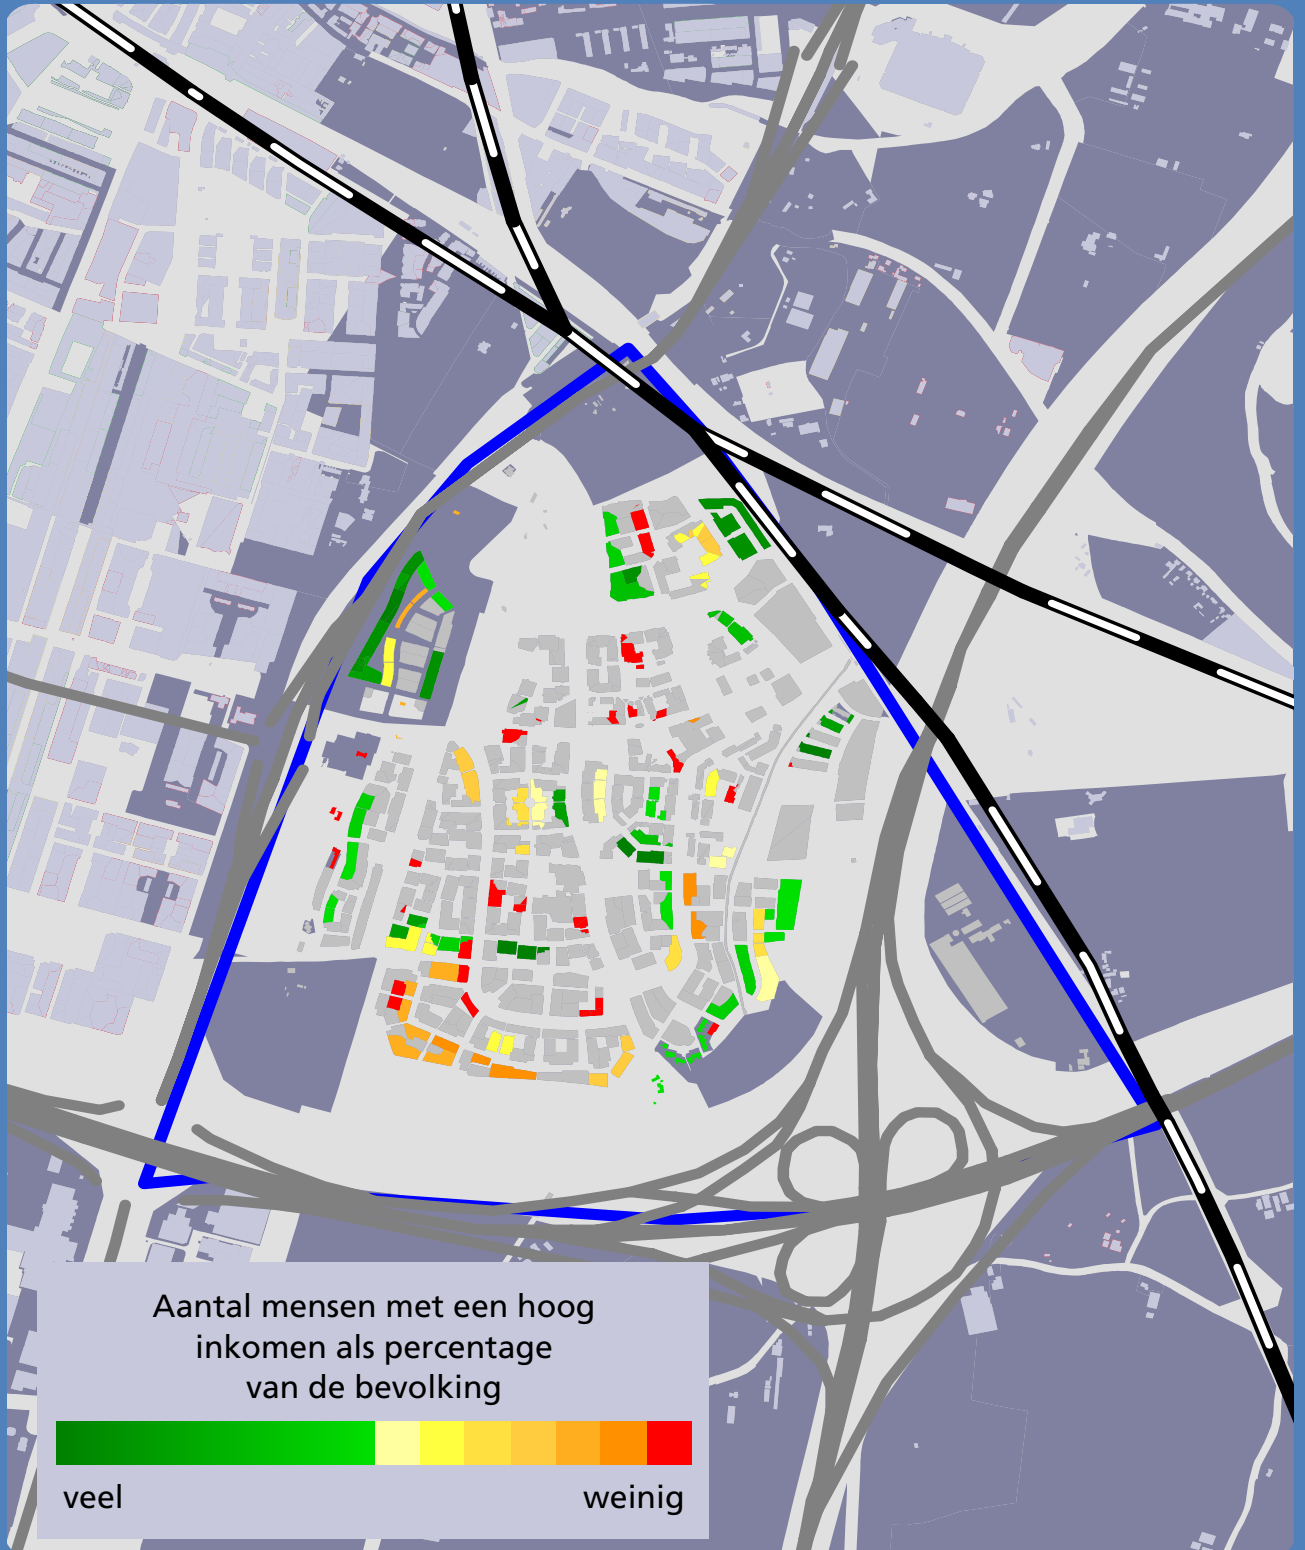 Aantal mensen met een hoog
inkomen als percentage
van de bevolking
veel weinig